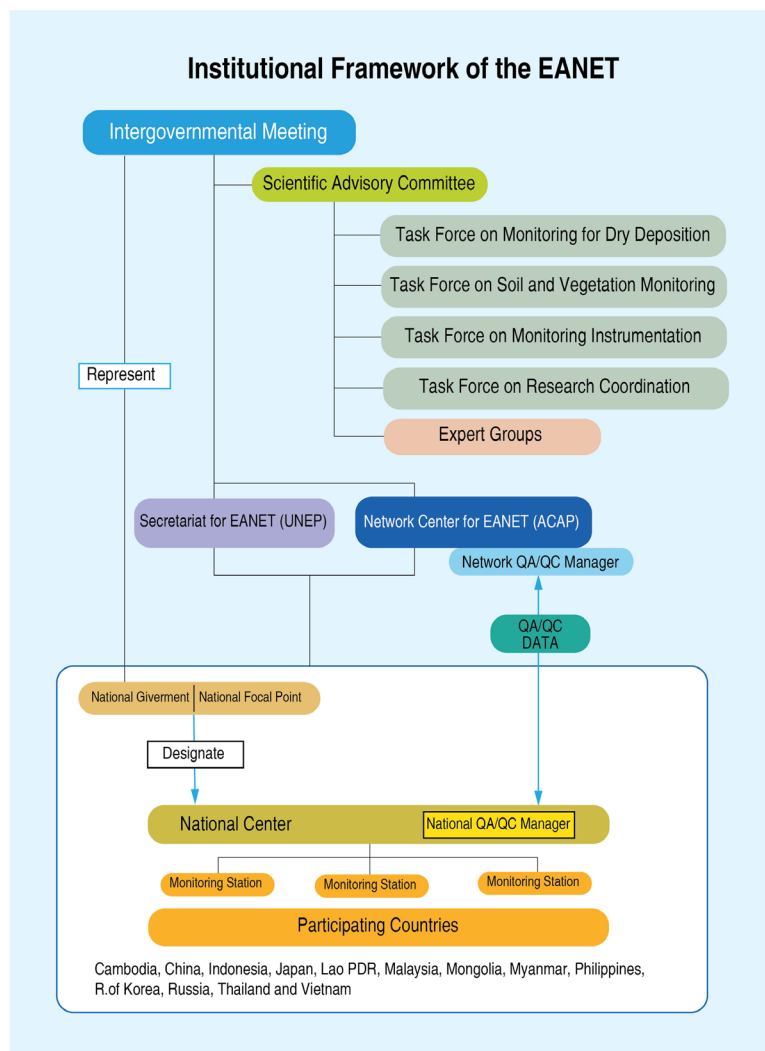 Institutional Framework of the EANET
Intergovernmental Meeting
Scientific Advisory Committee
Task Force on Monitoring for Dry Deposition
Task Force on Soil and Vegetation Monitoring
Task Force on Monitoring Instrumentation
Represent
Task Force on Research Coordination
Expert Groups
Secretariat for EANET (UNEP)
Network Center for EANET (ACAP)
Network QA/QC Manager
QA/QC
DATA
National Giverment
National Focal Point
Designate
National Center
National QA/QC Manager
Monitoring Station
Monitoring Station
Monitoring Station
Participating Countries
Cambodia, China, Indonesia, Japan, Lao PDR, Malaysia, Mongolia, Myanmar, Philippines,
R.of Korea, Russia, Thailand and Vietnam